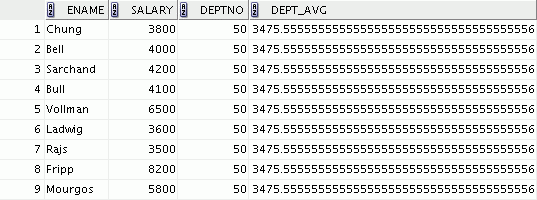 ENAME SALARY DEPTNO DEPT_AVG
1 Chung 3800 50 3475.555555555555555555555555555555555556
2 Bell 4000 50 3475.555555555555555555555555555555555556
3 Sarchand 4200 50 3475.555555555555555555555555555555555556
4 Bull 4100 50 3475.555555555555555555555555555555555556
5 Vollman 6500 50 3475.555555555555555555555555555555555556
6 Ladwig 3600 50 3475.555555555555555555555555555555555556
7 Rajs 3500 50 3475.555555555555555555555555555555555556
8 Fripp 8200 50 3475.555555555555555555555555555555555556
9 Mourgos 5800 50 3475.555555555555555555555555555555555556